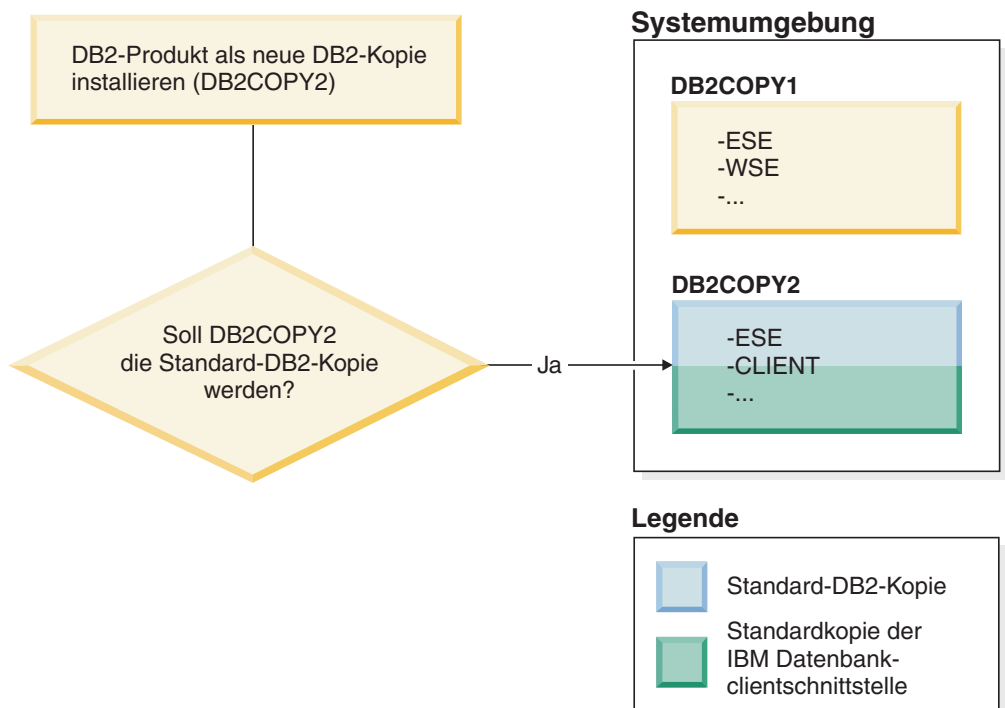 DB2-Produkt als neue DB2-Kopie
installieren (DB2COPY2)
Soll DB2COPY2
die Standard-DB2-Kopie
werden?
Ja
Systemumgebung
DB2COPY1
-ESE
-WSE
-...
DB2COPY2
-ESE
-CLIENT
-...
Legende
Standard-DB2-Kopie
Standardkopie der
IBM Datenbank-
clientschnittstelle